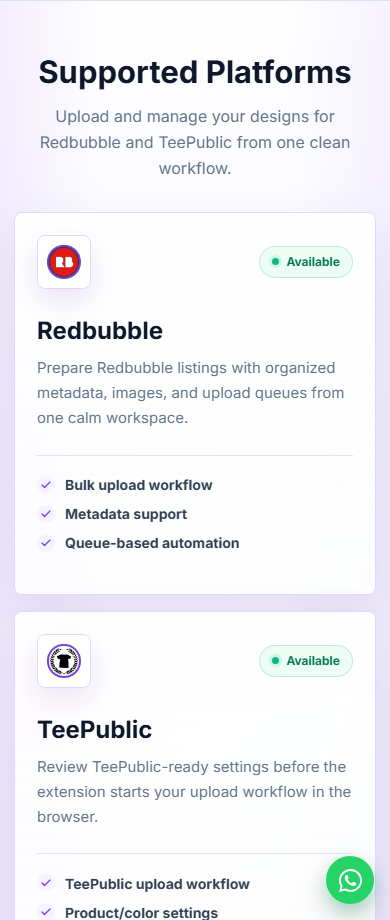 Supported Platforms
Upload and manage your designs for
Redbubble and TeePublic from one clean
workflow.
RB
Available
Redbubble
Prepare Redbubble listings with organized
metadata, images, and upload queues from
one calm workspace.
Bulk upload workflow
Metadata support
Queue-based automation
Available
TeePublic
Review TeePublic-ready settings before the
extension starts your upload workflow in the
browser.
TeePublic upload workflow
Product/color settings